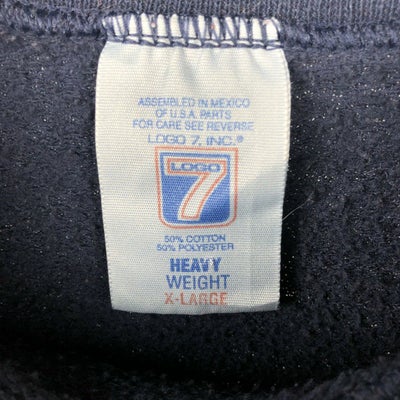 ASSEMBLED IN MEXICO
OF U.S.A. PARTS
FOR CARE SEE REVERSE
LOGO 7, INC.®
LOGO
7
50% COTTON
50% POLYESTER
HEAVY
WEIGHT
X-LARGE